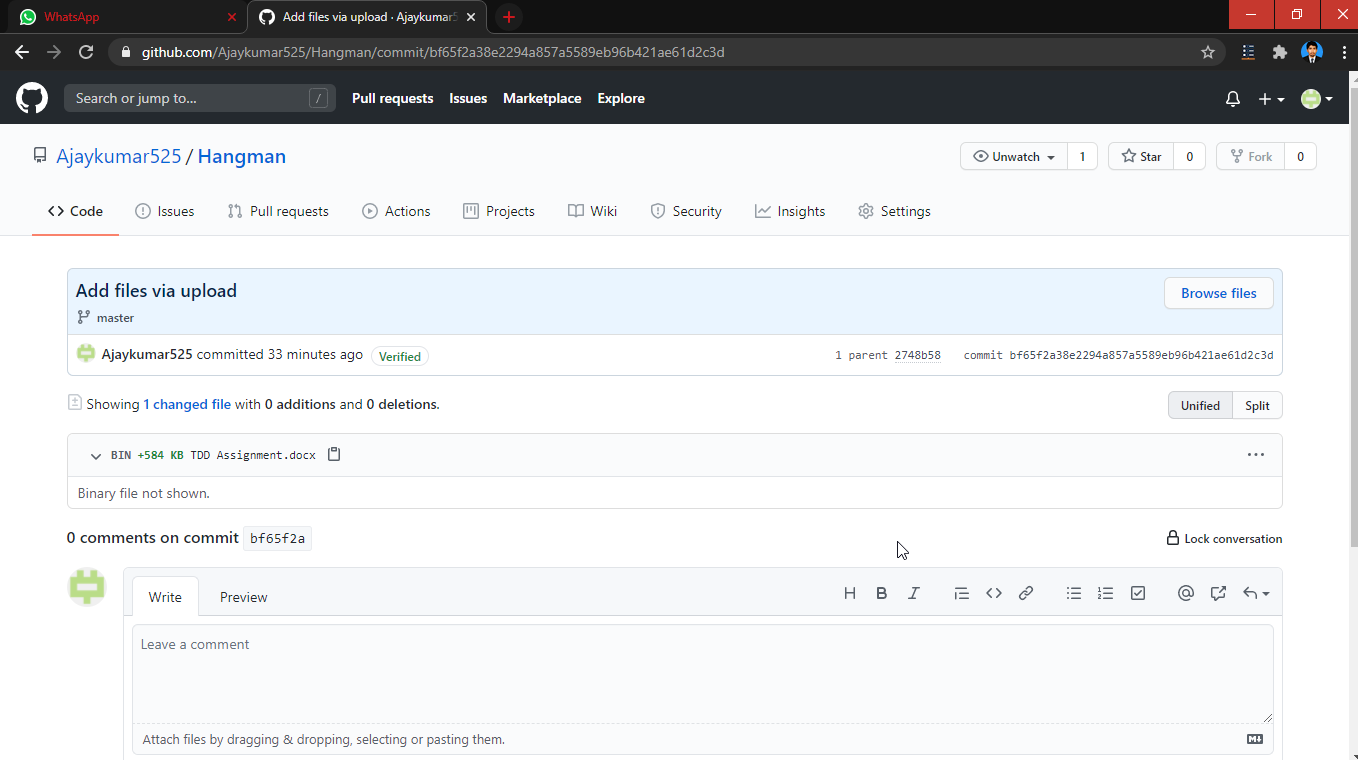 WhatsApp
Add files via upload · Ajaykumar5
github.com/Ajaykumar525/Hangman/commit/bf65f2a38e2294a857a5589eb96b421ae61d2c3d
Search or jump to... / Pull requests Issues Marketplace Explore
Ajaykumar525 / Hangman Unwatch 1 Star 0 Fork 0
Code Issues Pull requests Actions Projects Wiki Security Insights Settings
Add files via upload Browse files
master
Ajaykumar525 committed 33 minutes ago Verified 1 parent 2748b58 commit bf65f2a38e2294a857a5589eb96b421ae61d2c3d
Showing 1 changed file with 0 additions and 0 deletions. Unified Split
BIN +584 KB TDD Assignment.docx
Binary file not shown.
0 comments on commit bf65f2a Lock conversation
Write Preview
Leave a comment
Attach files by dragging & dropping, selecting or pasting them.